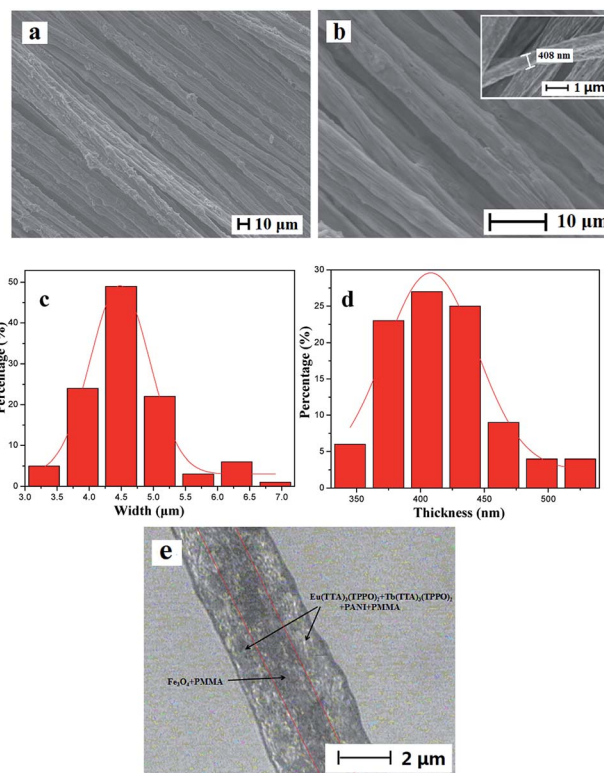 a
10 μm
b
408 nm
1 μm
10 μm
c
Percentage (%)
50
40
30
20
10
0
3.0 3.5 4.0 4.5 5.0 5.5 6.0 6.5 7.0
Width (μm)
d
Percentage (%)
30
25
20
15
10
5
0
350 400 450 500
Thickness (nm)
e
Eu(TTA)₃(TPPO)₂+Tb(TTA)₃(TPPO)₂
+PANI+PMMA
Fe₃O₄+PMMA
2 μm